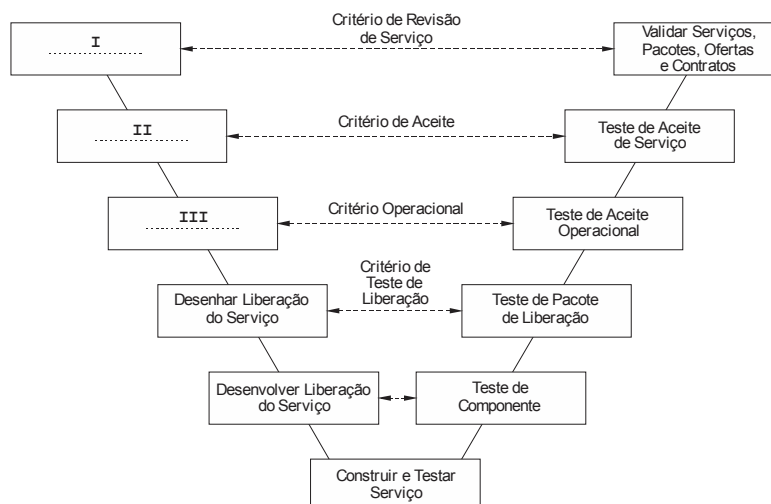 I
Critério de Revisão
de Serviço
Validar Serviços,
Pacotes, Ofertas
e Contratos
II
Critério de Aceite
Teste de Aceite
de Serviço
III
Critério Operacional
Teste de Aceite
Operacional
Desenhar Liberação
do Serviço
Critério de
Teste de
Liberação
Teste de Pacote
de Liberação
Desenvolver Liberação
do Serviço
Teste de
Componente
Construir e Testar
Serviço